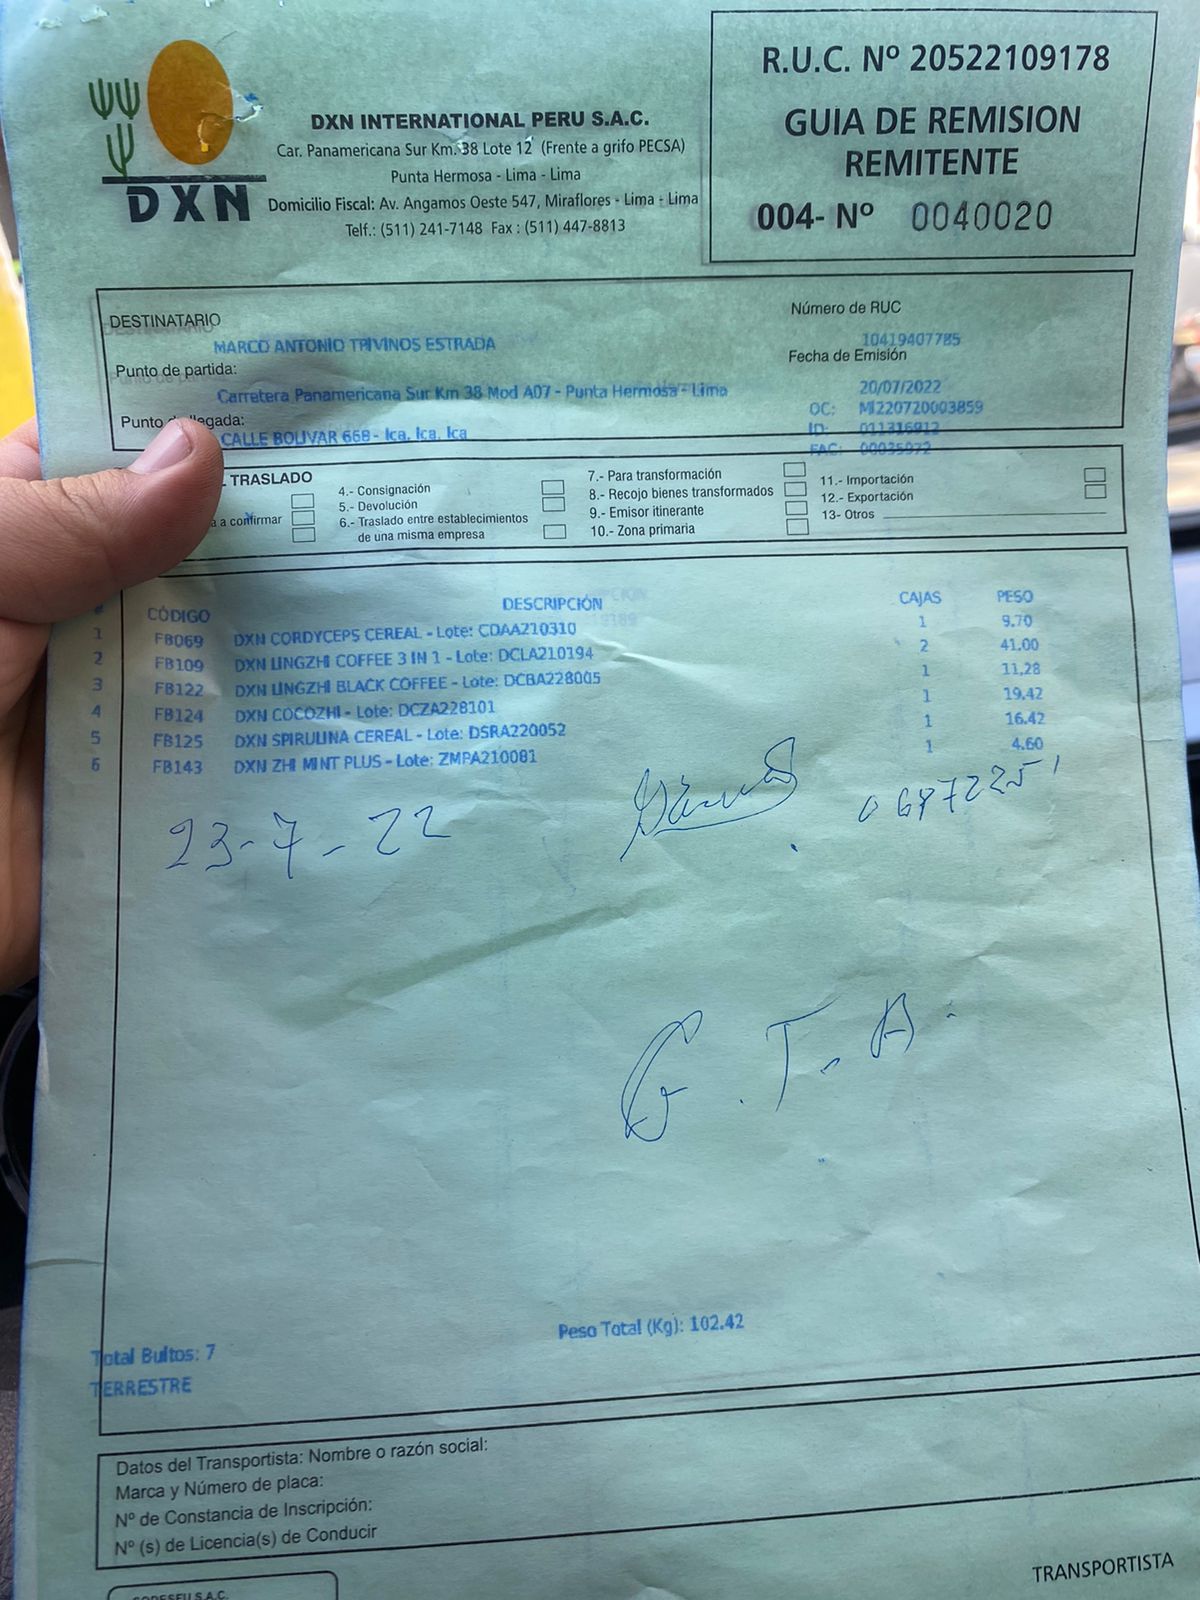 R.U.C. Nº 20522109178
GUIA DE REMISION
REMITENTE
004- Nº 0040020
DXN
DXN INTERNATIONAL PERU S.A.C.
Car. Panamericana Sur Km. 38 Lote 12 (Frente a grifo PECSA)
Punta Hermosa - Lima - Lima
Domicilio Fiscal: Av. Angamos Oeste 547, Miraflores - Lima - Lima
Telf.: (511) 241-7148 Fax : (511) 447-8813
DESTINATARIO
MARCO ANTONIO TRIVINOS ESTRADA
Número de RUC
10419407785
Punto de partida:
Carretera Panamericana Sur Km 38 Mod A07 - Punta Hermosa - Lima
Fecha de Emisión
20/07/2022
Punto de llegada:
CALLE BOLIVAR 668 - Ica, Ica, Ica
OC: MI220720003859
ID: 011316912
FAC: 00035972
TRASLADO
a confirmar
4.- Consignación
5.- Devolución
6.- Traslado entre establecimientos
de una misma empresa
7.- Para transformación
8.- Recojo bienes transformados
9.- Emisor itinerante
10.- Zona primaria
11.- Importación
12.- Exportación
13- Otros
# CÓDIGO DESCRIPCIÓN CAJAS PESO
1 FB069 DXN CORDYCEPS CEREAL - Lote: CDAA210310 1 9.70
2 FB109 DXN LINGZHI COFFEE 3 IN 1 - Lote: DCLA210194 2 41.00
3 FB122 DXN LINGZHI BLACK COFFEE - Lote: DCBA228005 1 11,28
4 FB124 DXN COCOZHI - Lote: DCZA228101 1 19,42
5 FB125 DXN SPIRULINA CEREAL - Lote: DSRA220052 1 16.42
6 FB143 DXN ZHI MINT PLUS - Lote: ZMPA210081 1 4.60
23-7-22
G.T.A.
Peso Total (Kg): 102.42
Total Bultos: 7
TERRESTRE
Datos del Transportista: Nombre o razón social:
Marca y Número de placa:
Nº de Constancia de Inscripción:
Nº (s) de Licencia(s) de Conducir
TRANSPORTISTA